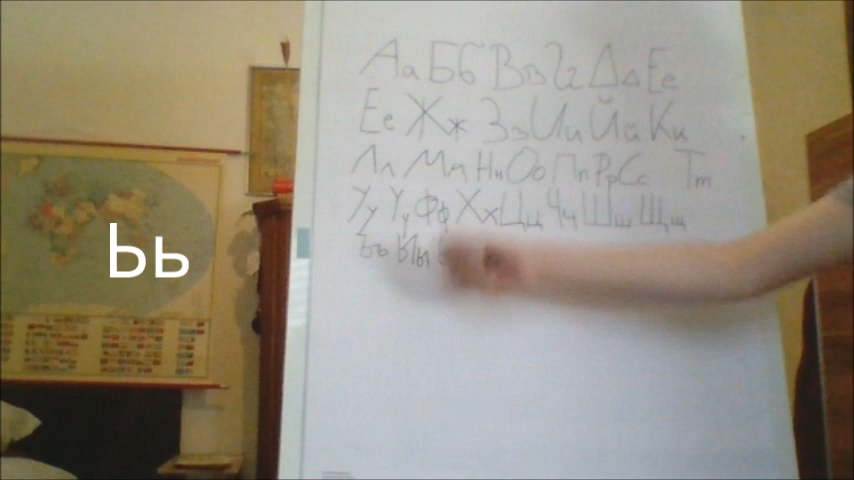 Аа Бб Вв Гг Дд Ее
Ее Жж Зз Ии Йй Кк
Лл Мм Нн Оо Пп Рр Сс Тт
Уу Уу Фф Хх Цц Чч Шш Щщ
Ъъ Ыы
Ьь